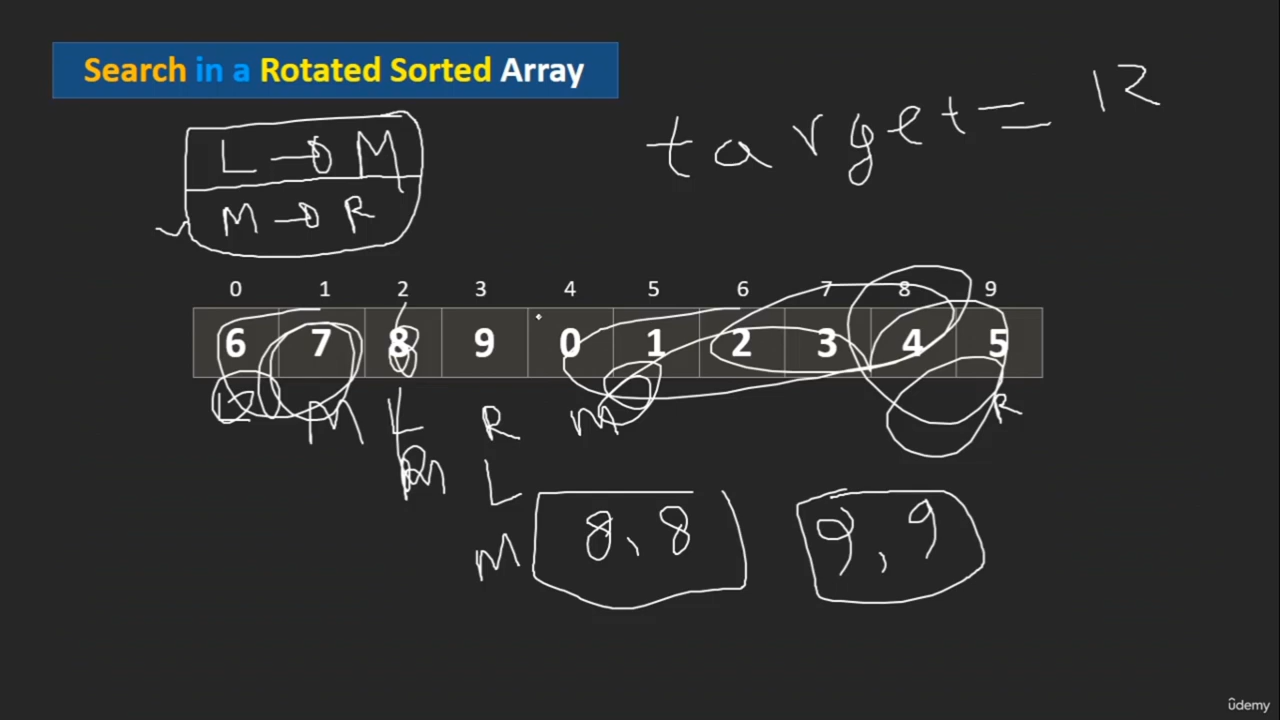 Search in a Rotated Sorted Array
target = 12
L → M
M → R
0 1 2 3 4 5 6 7 8 9
6 7 8 9 0 1 2 3 4 5
L M L R M R
M L
M 8, 8 9, 9
ûdemy